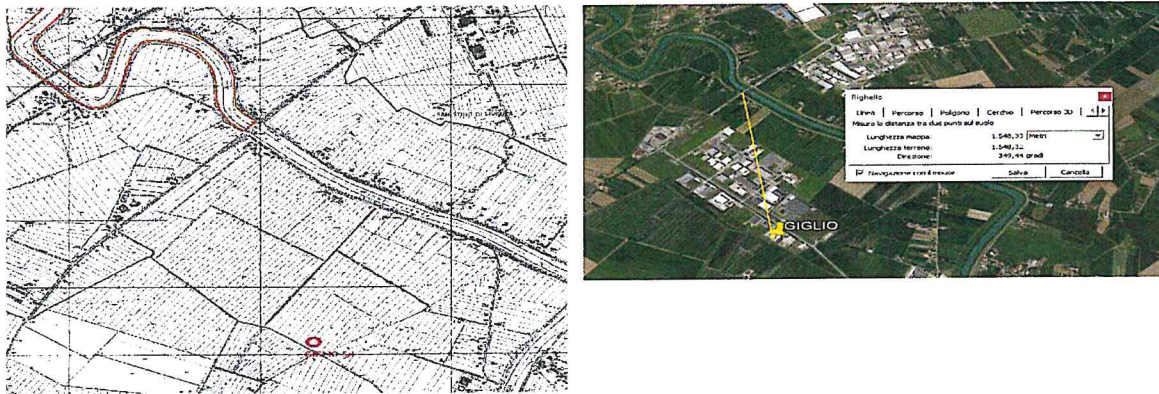 Righello
Linea | Percorso | Poligono | Cerchio | Percorso 3D
Misura la distanza tra due punti sul suolo
Lunghezza mappa: 1.548,33 Metri
Lunghezza terreno: 1.548,32
Direzione: 349,44 gradi
Navigazione con il mouse Salva Cancella
GIGLIO